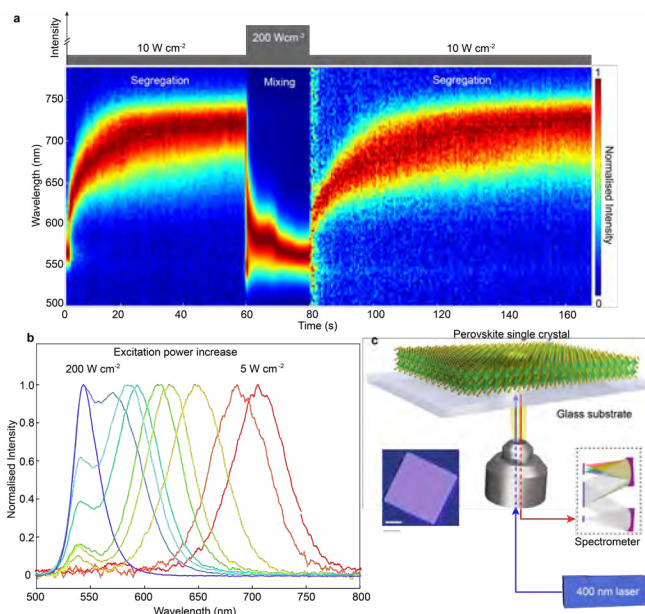 a
Intensity
10 W cm⁻²
200 Wcm⁻²
10 W cm⁻²
Segregation
Mixing
Segregation
Wavelength (nm)
750
700
650
600
550
500
0 20 40 60 80 100 120 140 160
Time (s)
1
Normalised Intensity
0
b
Excitation power increase
200 W cm⁻²
5 W cm⁻²
Normalised Intensity
1.0
0.8
0.6
0.4
0.2
0
500 550 600 650 700 750 800
Wavelength (nm)
c
Perovskite single crystal
Glass substrate
Spectrometer
400 nm laser